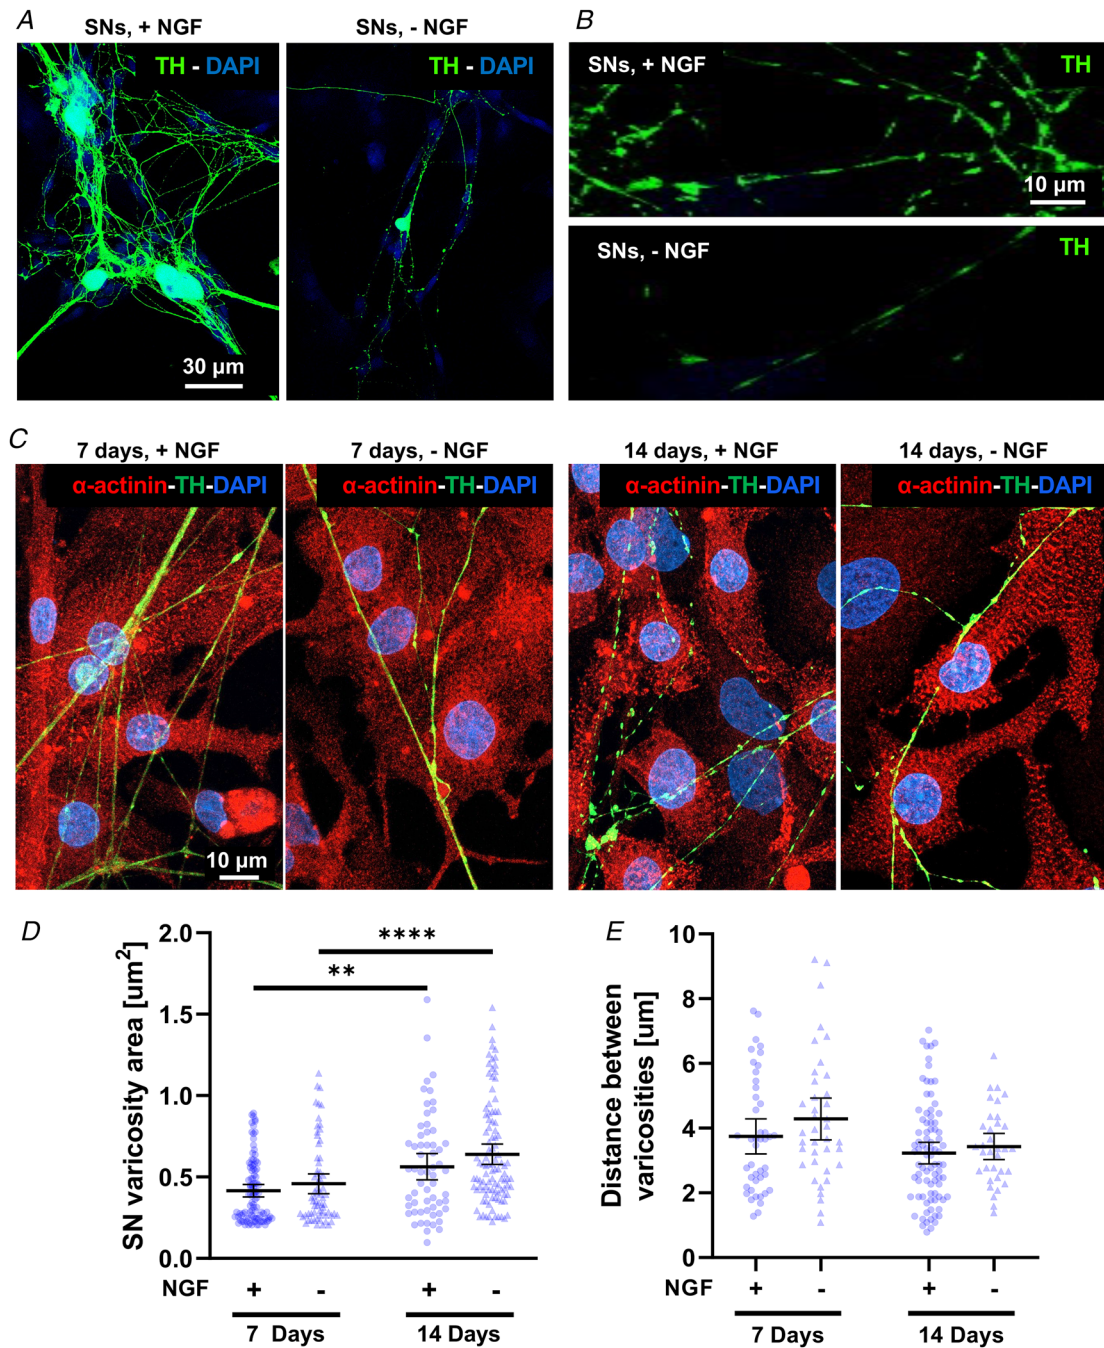 A
SNs, + NGF
SNs, - NGF
TH - DAPI
TH - DAPI
30 µm
B
SNs, + NGF
TH
10 µm
SNs, - NGF
TH
C
7 days, + NGF
7 days, - NGF
14 days, + NGF
14 days, - NGF
α-actinin-TH-DAPI
α-actinin-TH-DAPI
α-actinin-TH-DAPI
α-actinin-TH-DAPI
10 µm
D
SN varicosity area [um²]
2.0
1.5
1.0
0.5
0.0
****
**
NGF + - + -
7 Days
14 Days
E
Distance between
varicosities [um]
10
8
6
4
2
0
NGF + - + -
7 Days
14 Days